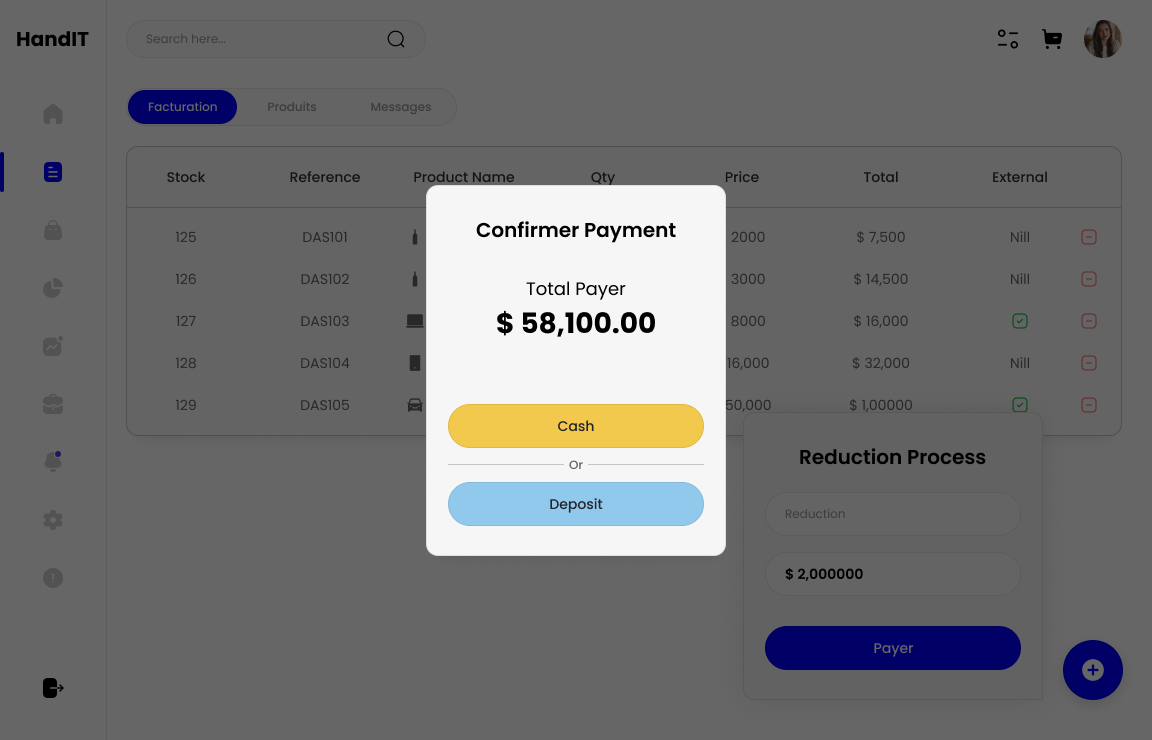 HandIT
Search here...
Facturation Produits Messages
Stock Reference Product Name Qty Price Total External
125 DAS101 2000 $ 7,500 Nill
126 DAS102 3000 $ 14,500 Nill
127 DAS103 8000 $ 16,000
128 DAS104 16,000 $ 32,000 Nill
129 DAS105 50,000 $ 1,00000
Confirmer Payment
Total Payer
$ 58,100.00
Cash
Or
Deposit
Reduction Process
Reduction
$ 2,000000
Payer